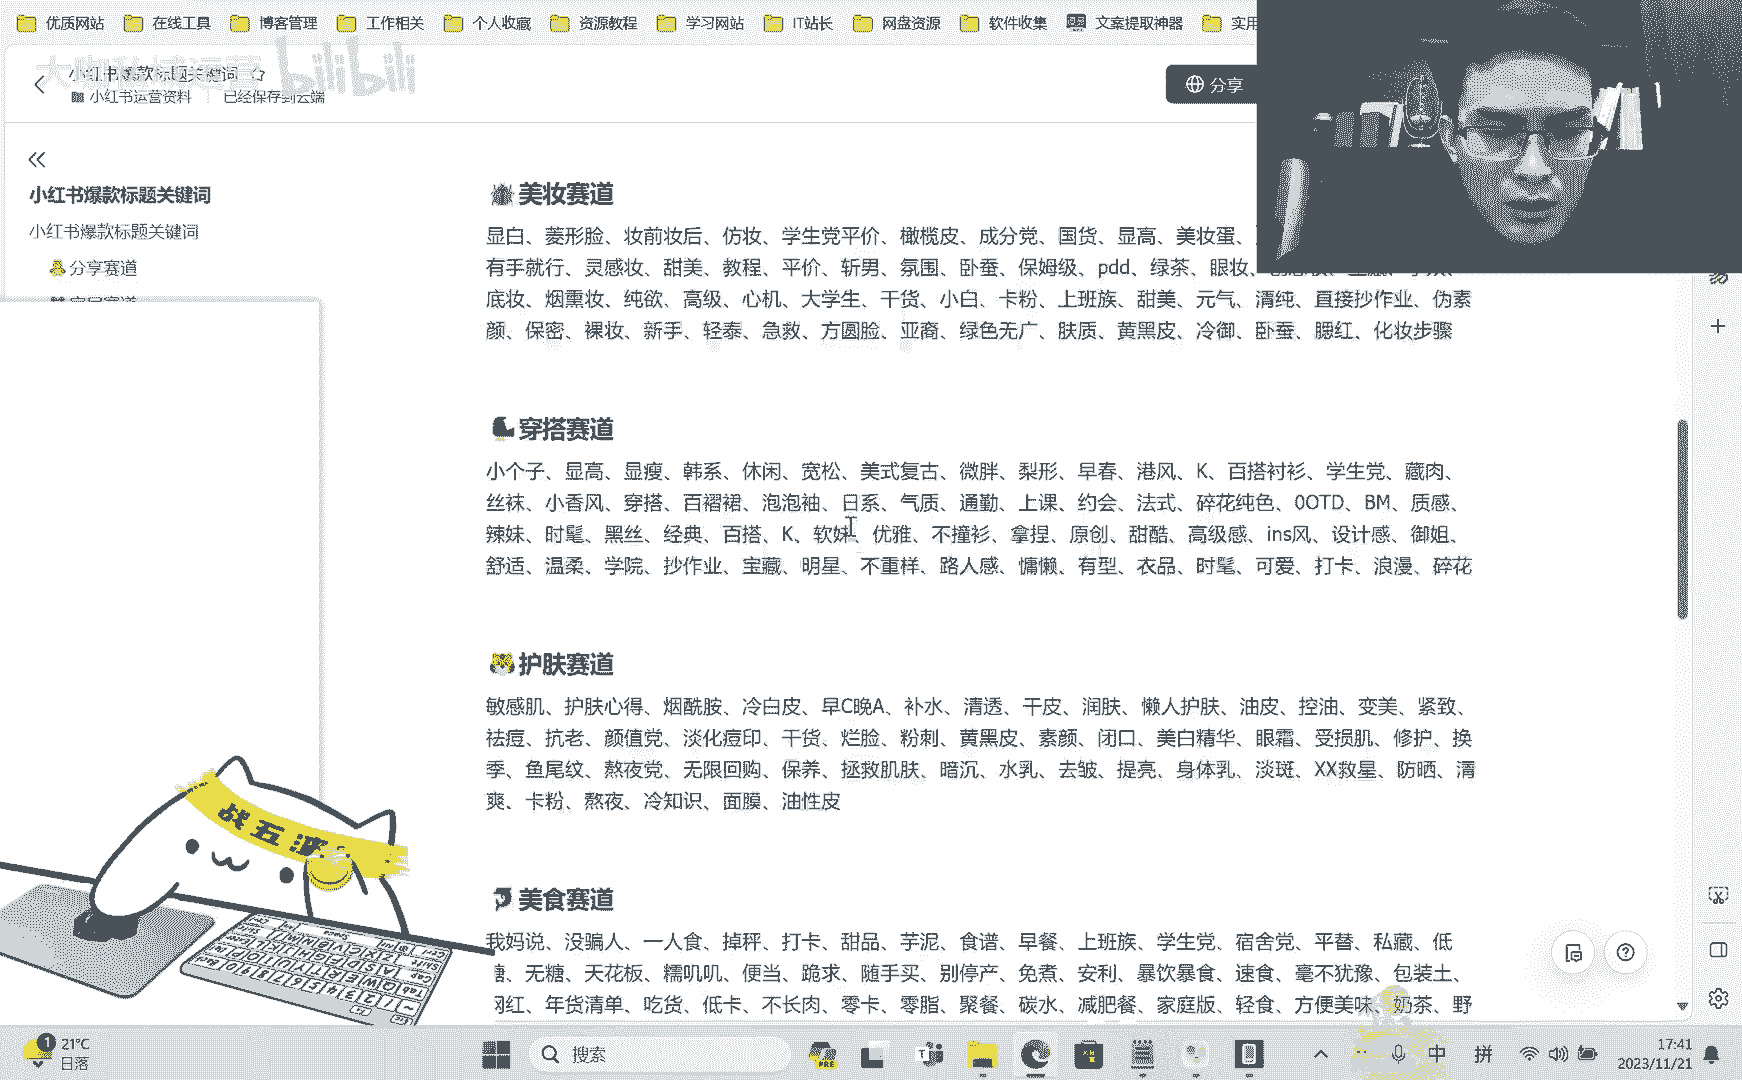 优质网站 在线工具 博客管理 工作相关 个人收藏 资源教程 学习网站 IT站长 网盘资源 软件收集 文案提取神器 实用
bilibili
小红书爆款标题关键词
小红书运营资料 已经保存到云端
分享
小红书爆款标题关键词
小红书爆款标题关键词
分享赛道
美妆赛道
显白、菱形脸、妆前妆后、仿妆、学生党平价、橄榄皮、成分党、国货、显高、美妆蛋、
有手就行、灵感妆、甜美、教程、平价、斩男、氛围、卧蚕、保姆级、pdd、绿茶、眼妆、
底妆、烟熏妆、纯欲、高级、心机、大学生、干货、小白、卡粉、上班族、甜美、元气、清纯、直接抄作业、伪素
颜、保密、裸妆、新手、轻泰、急救、方圆脸、亚裔、绿色无广、肤质、黄黑皮、冷御、卧蚕、腮红、化妆步骤
穿搭赛道
小个子、显高、显瘦、韩系、休闲、宽松、美式复古、微胖、梨形、早春、港风、K、百搭衬衫、学生党、藏肉、
丝袜、小香风、穿搭、百褶裙、泡泡袖、日系、气质、通勤、上课、约会、法式、碎花纯色、0OTD、BM、质感、
辣妹、时髦、黑丝、经典、百搭、K、软妹、优雅、不撞衫、拿捏、原创、甜酷、高级感、ins风、设计感、御姐、
舒适、温柔、学院、抄作业、宝藏、明星、不重样、路人感、慵懒、有型、衣品、时髦、可爱、打卡、浪漫、碎花
护肤赛道
敏感肌、护肤心得、烟酰胺、冷白皮、早C晚A、补水、清透、干皮、润肤、懒人护肤、油皮、控油、变美、紧致、
祛痘、抗老、颜值党、淡化痘印、干货、烂脸、粉刺、黄黑皮、素颜、闭口、美白精华、眼霜、受损肌、修护、换
季、鱼尾纹、熬夜党、无限回购、保养、拯救肌肤、暗沉、水乳、去皱、提亮、身体乳、淡斑、XX救星、防晒、清
爽、卡粉、熬夜、冷知识、面膜、油性皮
美食赛道
我妈说、没骗人、一人食、掉秤、打卡、甜品、芋泥、食谱、早餐、上班族、学生党、宿舍党、平替、私藏、低
糖、无糖、天花板、糯叽叽、便当、跪求、随手买、别停产、免煮、安利、暴饮暴食、速食、毫不犹豫、包装土、
网红、年货清单、吃货、低卡、不长肉、零卡、零脂、聚餐、碳水、减肥餐、家庭版、轻食、方便美味、奶茶、野
战五渣
1 21°C
日落
搜索
PRE
中 拼
17:41
2023/11/21